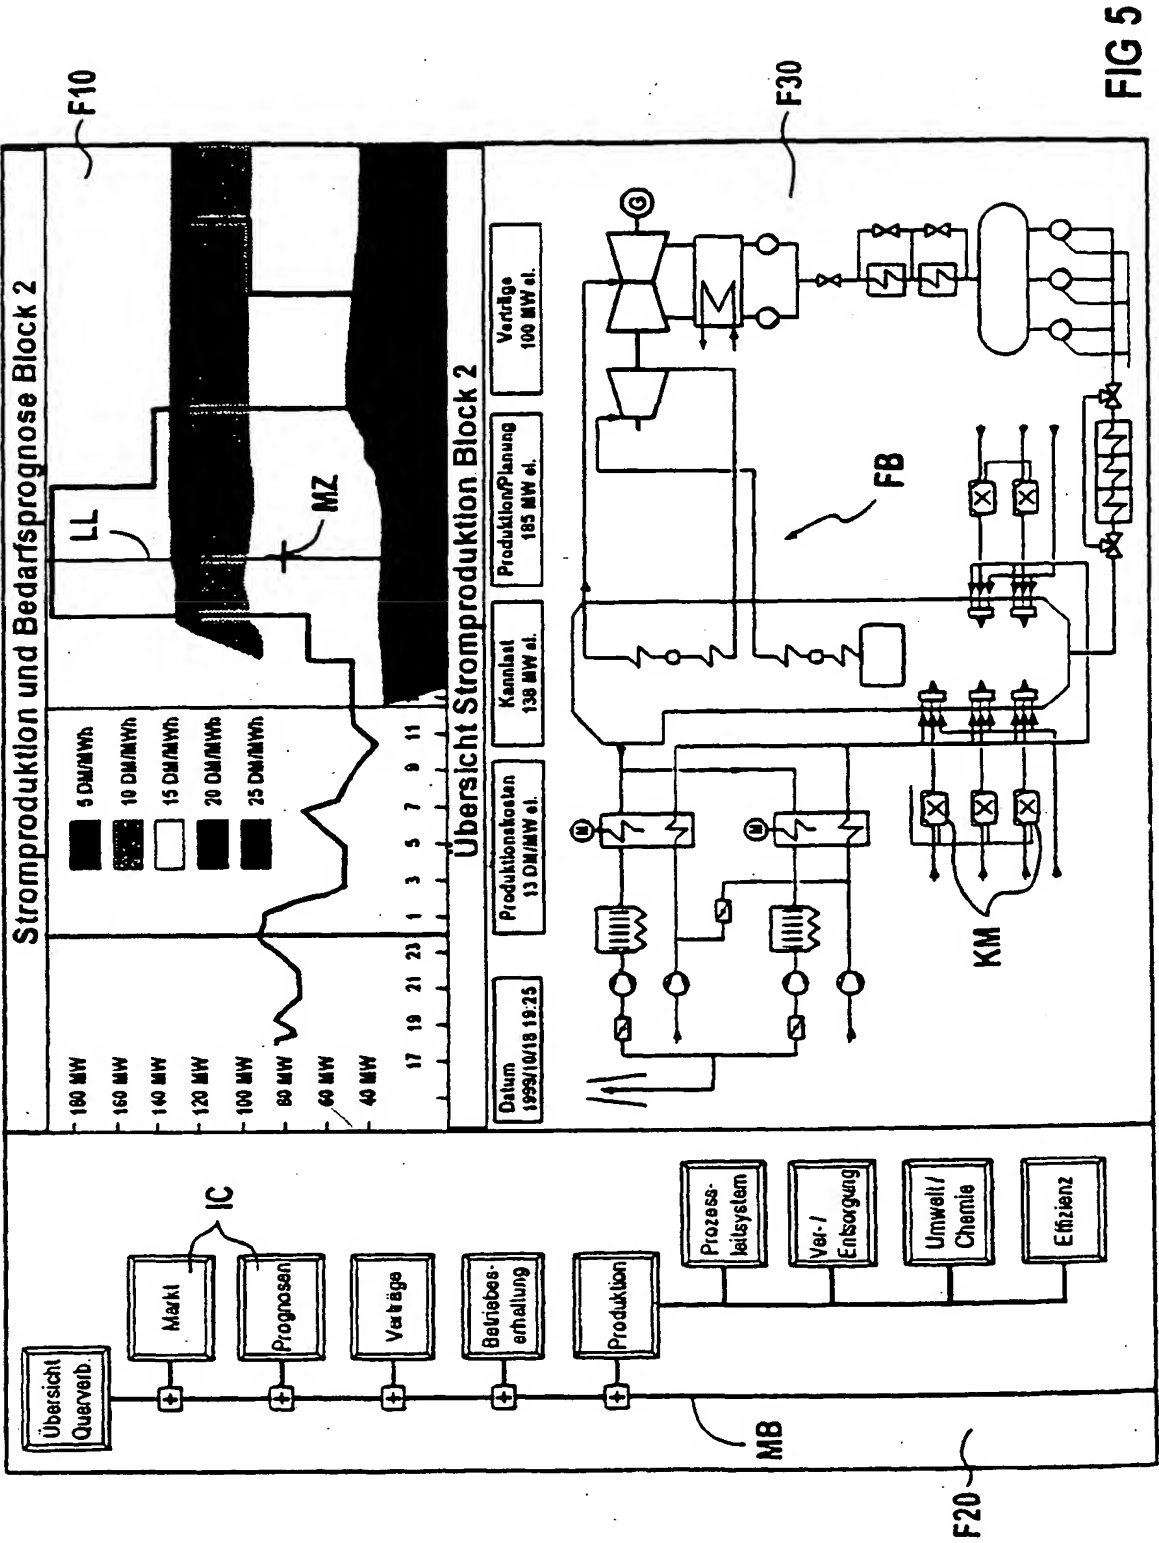 FIG 5
F20
MB
Übersicht
Querverb.
Markt
Prognosen
Verträge
Betriebes-
erhaltung
Produktion
Prozess-
leitsystem
Ver- /
Entsorgung
Umwelt /
Chemie
Effizienz
IC
Stromproduktion und Bedarfsprognose Block 2
F10
180 MW
160 MW
140 MW
120 MW
100 MW
80 MW
60 MW
40 MW
17
19
21
23
1
3
5
7
9
11
5 DM/MWh
10 DM/MWh
15 DM/MWh
20 DM/MWh
25 DM/MWh
LL
MZ
Übersicht Stromproduktion Block 2
Datum
1999/10/18 19:25
Produktionskosten
13 DM/MW el.
Kannlast
138 MW el.
Produktion/Planung
185 MW el.
Verträge
100 MW el.
F30
M
M
G
FB
KM